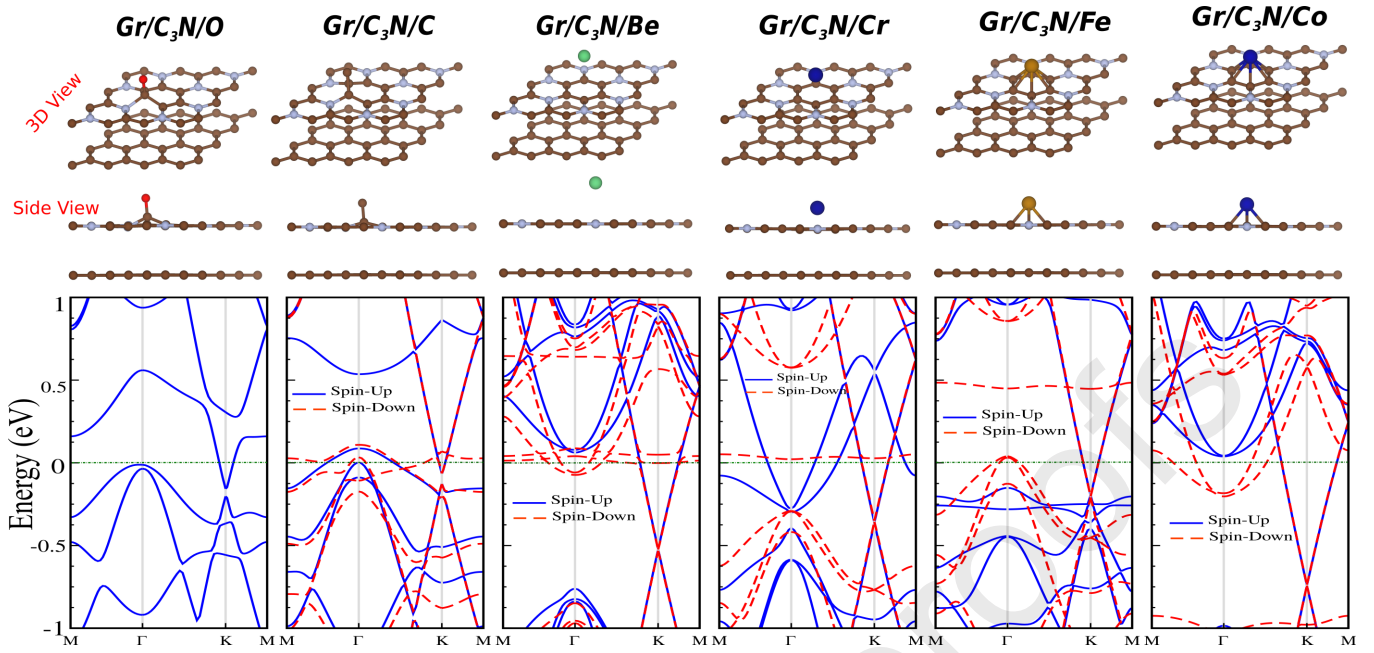 Gr/C₃N/O Gr/C₃N/C Gr/C₃N/Be Gr/C₃N/Cr Gr/C₃N/Fe Gr/C₃N/Co
3D View
Side View
Energy (eV)
1
0.5
0
-0.5
-1
Spin-Up
Spin-Down
Spin-Up
Spin-Down
Spin-Up
Spin-Down
Spin-Up
Spin-Down
Spin-Up
Spin-Down
M Γ K M M Γ K M M Γ K M M Γ K M M Γ K M M Γ K M
roofs